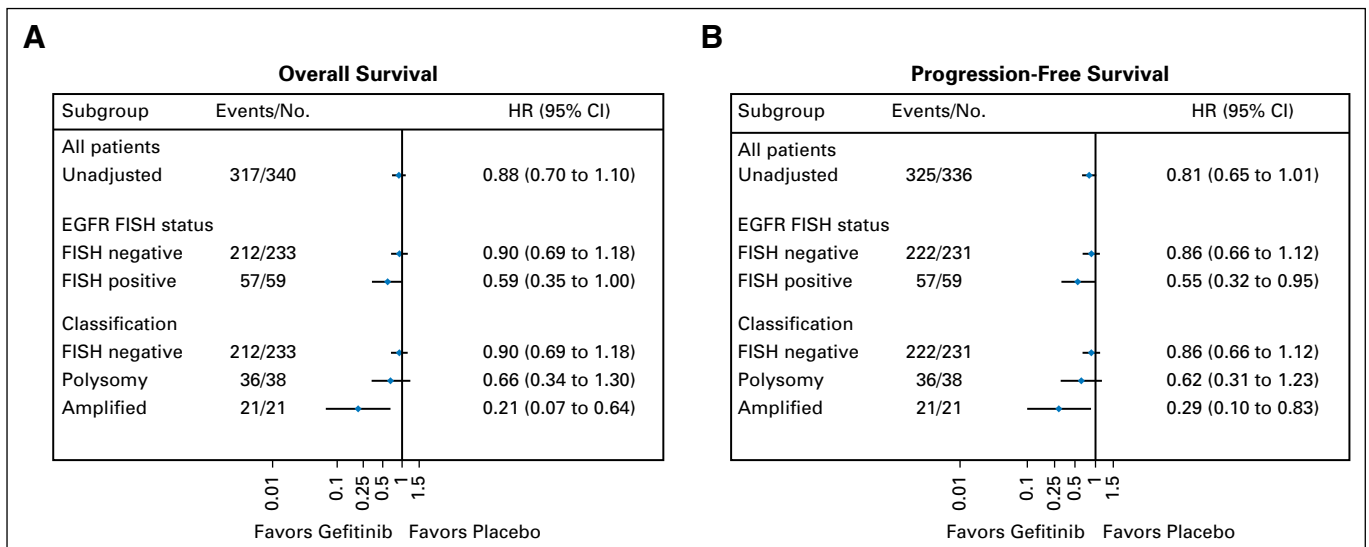 A
Overall Survival
Subgroup Events/No. HR (95% CI)
All patients
Unadjusted 317/340 0.88 (0.70 to 1.10)
EGFR FISH status
FISH negative 212/233 0.90 (0.69 to 1.18)
FISH positive 57/59 0.59 (0.35 to 1.00)
Classification
FISH negative 212/233 0.90 (0.69 to 1.18)
Polysomy 36/38 0.66 (0.34 to 1.30)
Amplified 21/21 0.21 (0.07 to 0.64)
0.01 0.1 0.25 0.5 1 1.5
Favors Gefitinib Favors Placebo
B
Progression-Free Survival
Subgroup Events/No. HR (95% CI)
All patients
Unadjusted 325/336 0.81 (0.65 to 1.01)
EGFR FISH status
FISH negative 222/231 0.86 (0.66 to 1.12)
FISH positive 57/59 0.55 (0.32 to 0.95)
Classification
FISH negative 222/231 0.86 (0.66 to 1.12)
Polysomy 36/38 0.62 (0.31 to 1.23)
Amplified 21/21 0.29 (0.10 to 0.83)
0.01 0.1 0.25 0.5 1 1.5
Favors Gefitinib Favors Placebo